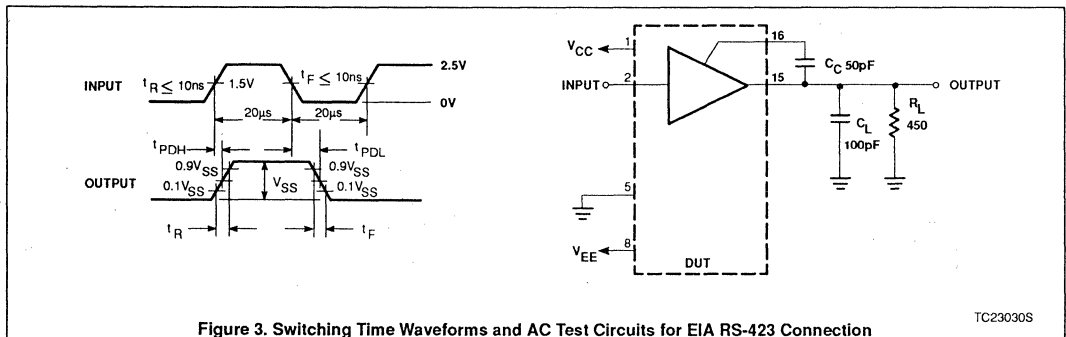 INPUT
t_R ≤ 10ns
1.5V
t_F ≤ 10ns
2.5V
0V
20μs
20μs
t_PDH
t_PDL
OUTPUT
0.9V_SS
0.1V_SS
V_SS
0.9V_SS
0.1V_SS
t_R
t_F
V_CC
1
16
C_C 50pF
INPUT
2
15
OUTPUT
C_L
100pF
R_L
450
5
V_EE
8
DUT
TC23030S
Figure 3. Switching Time Waveforms and AC Test Circuits for EIA RS-423 Connection